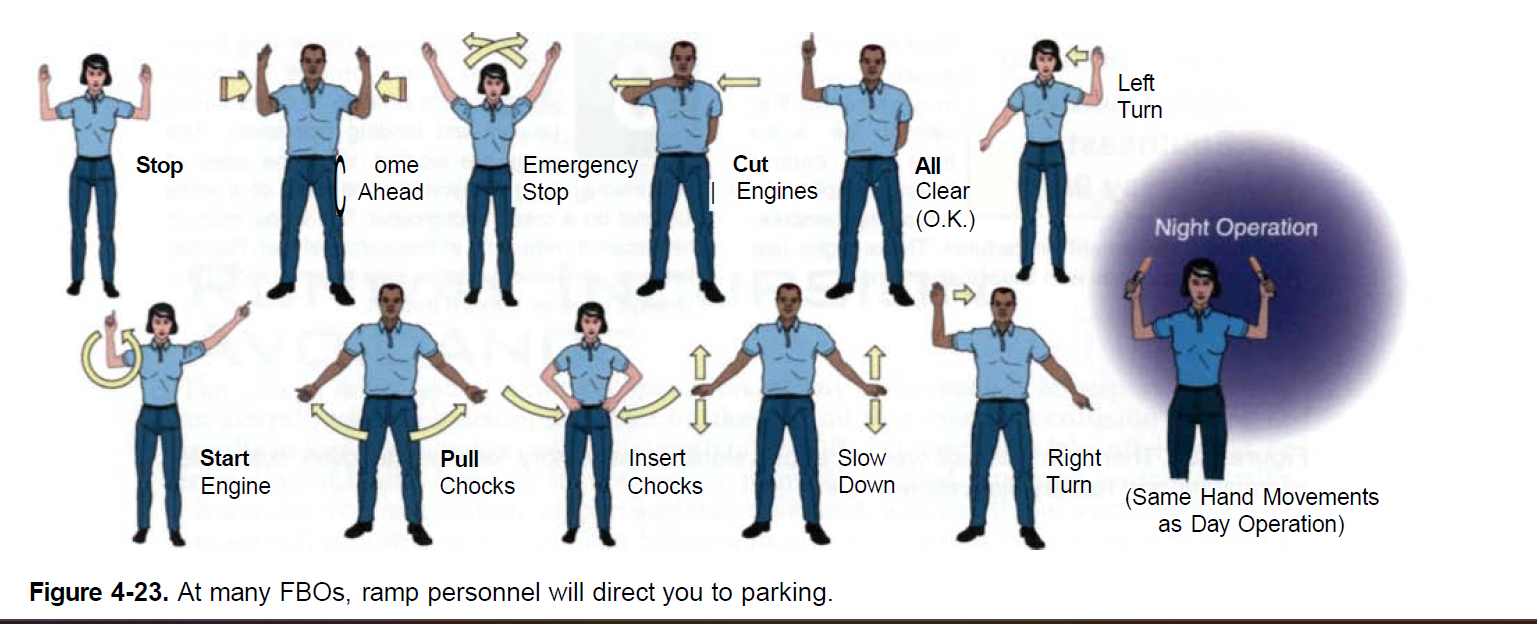 Stop
ome
Ahead
Emergency
Stop
Cut
Engines
All
Clear
(O.K.)
Left
Turn
Night Operation
Start
Engine
Pull
Chocks
Insert
Chocks
Slow
Down
Right
Turn
(Same Hand Movements
as Day Operation)
Figure 4-23. At many FBOs, ramp personnel will direct you to parking.